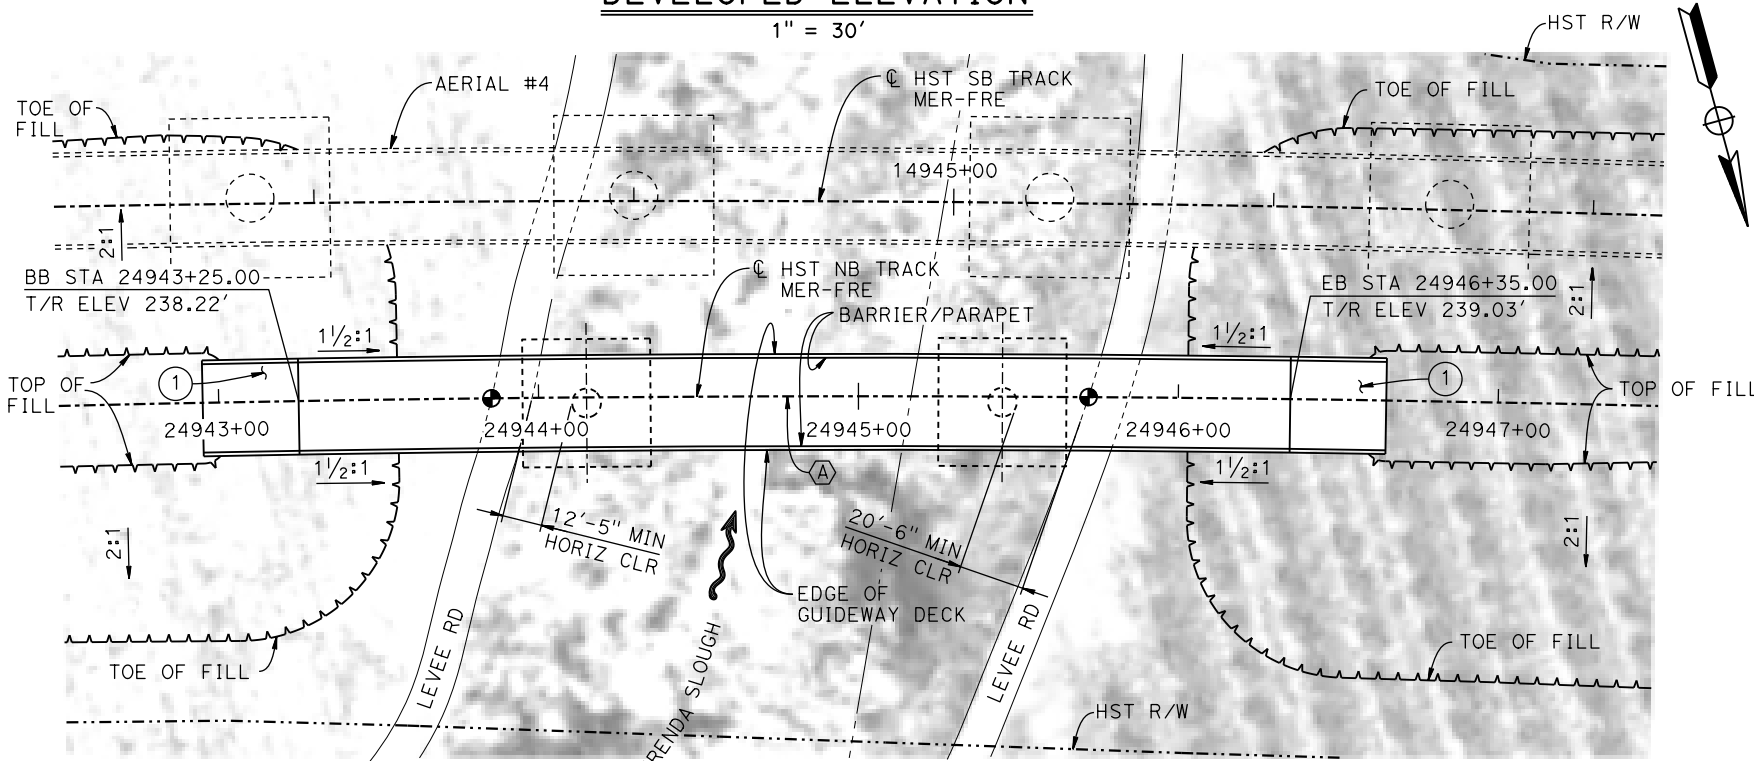 DEVELOPED ELEVATION
1" = 30'
HST R/W
AERIAL #4
℄ HST SB TRACK
MER-FRE
TOE OF FILL
TOE OF
FILL
14945+00
2:1
BB STA 24943+25.00
T/R ELEV 238.22'
℄ HST NB TRACK
MER-FRE
BARRIER/PARAPET
EB STA 24946+35.00
T/R ELEV 239.03'
2:1
1½:1
1½:1
TOP OF
FILL
1
1
TOP OF FILL
24943+00
24944+00
24945+00
24946+00
24947+00
1½:1
A
1½:1
2:1
12'-5" MIN
HORIZ CLR
20'-6" MIN
HORIZ CLR
2:1
EDGE OF
GUIDEWAY DECK
LEVEE RD
RENDA SLOUGH
LEVEE RD
TOE OF FILL
TOE OF FILL
HST R/W